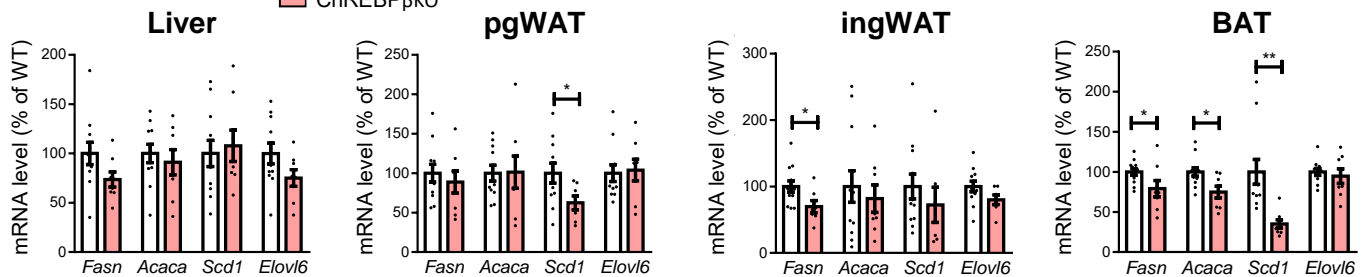 ChREBPβKO
Liver
mRNA level (% of WT)
200
150
100
50
0
Fasn Acaca Scd1 Elovl6
pgWAT
mRNA level (% of WT)
250
200
150
100
50
0
*
Fasn Acaca Scd1 Elovl6
ingWAT
mRNA level (% of WT)
300
200
100
0
*
Fasn Acaca Scd1 Elovl6
BAT
mRNA level (% of WT)
250
200
150
100
50
0
*
*
**
Fasn Acaca Scd1 Elovl6